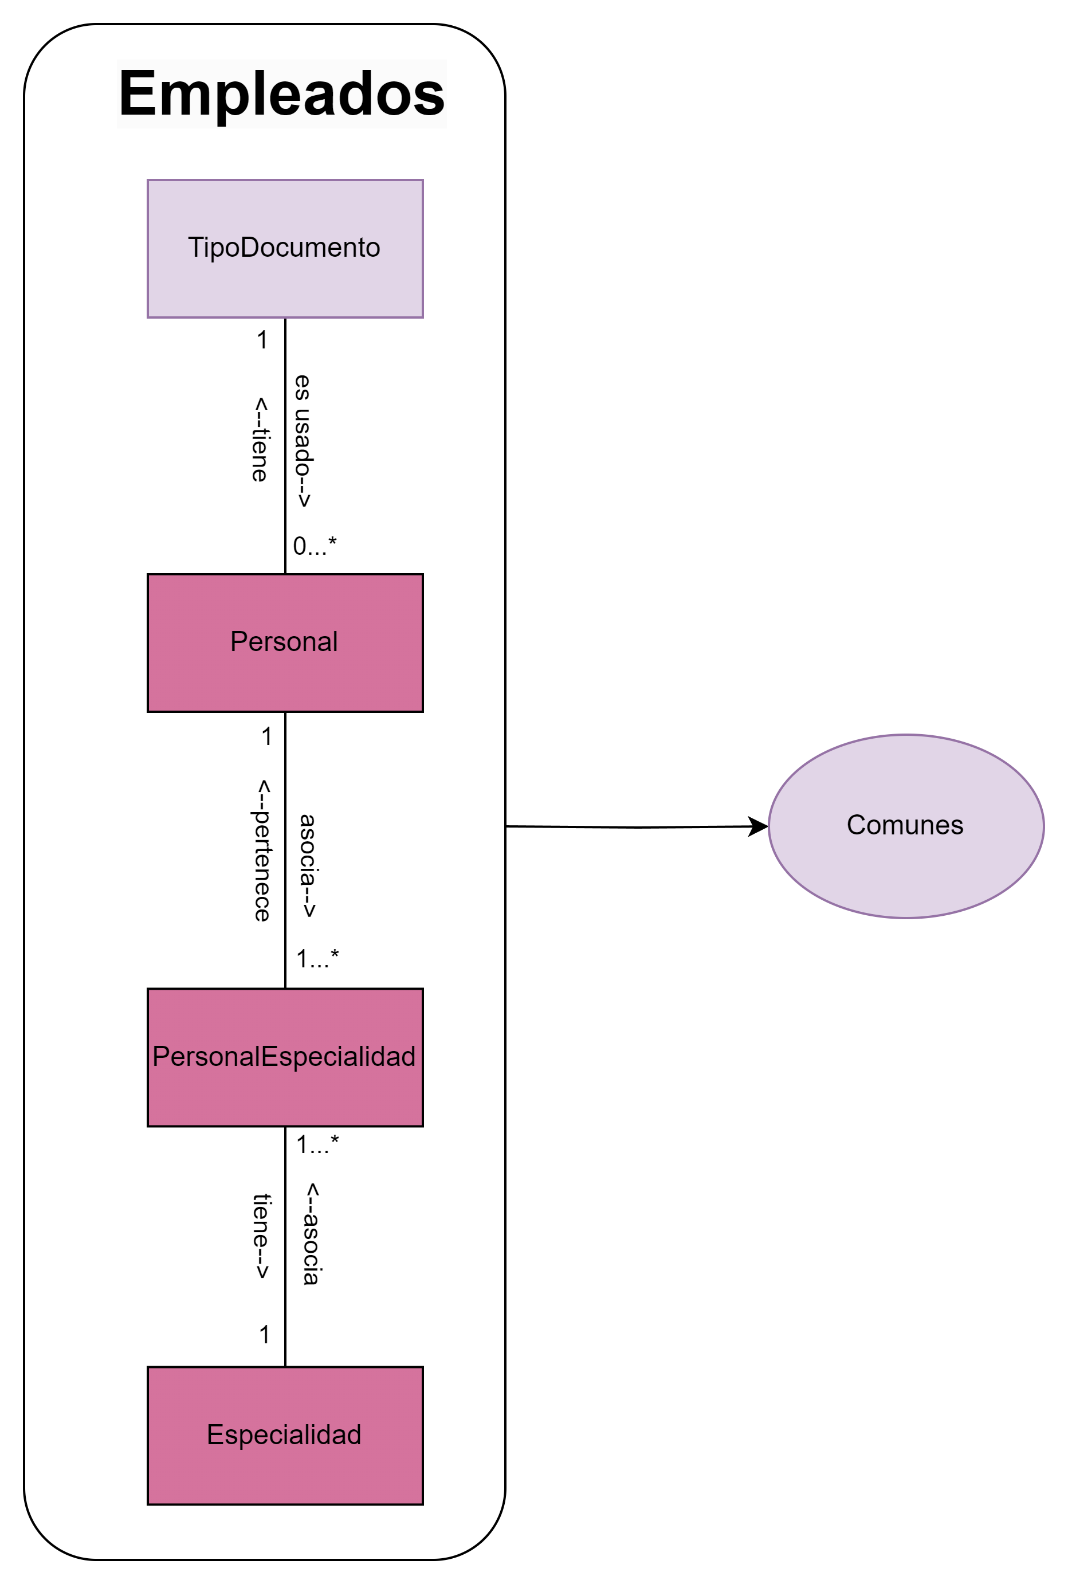 Empleados
TipoDocumento
1
<--tiene
es usado-->
0...*
Personal
1
<--pertenece
asocia-->
1...*
PersonalEspecialidad
1...*
tiene-->
<--asocia
1
Especialidad
Comunes